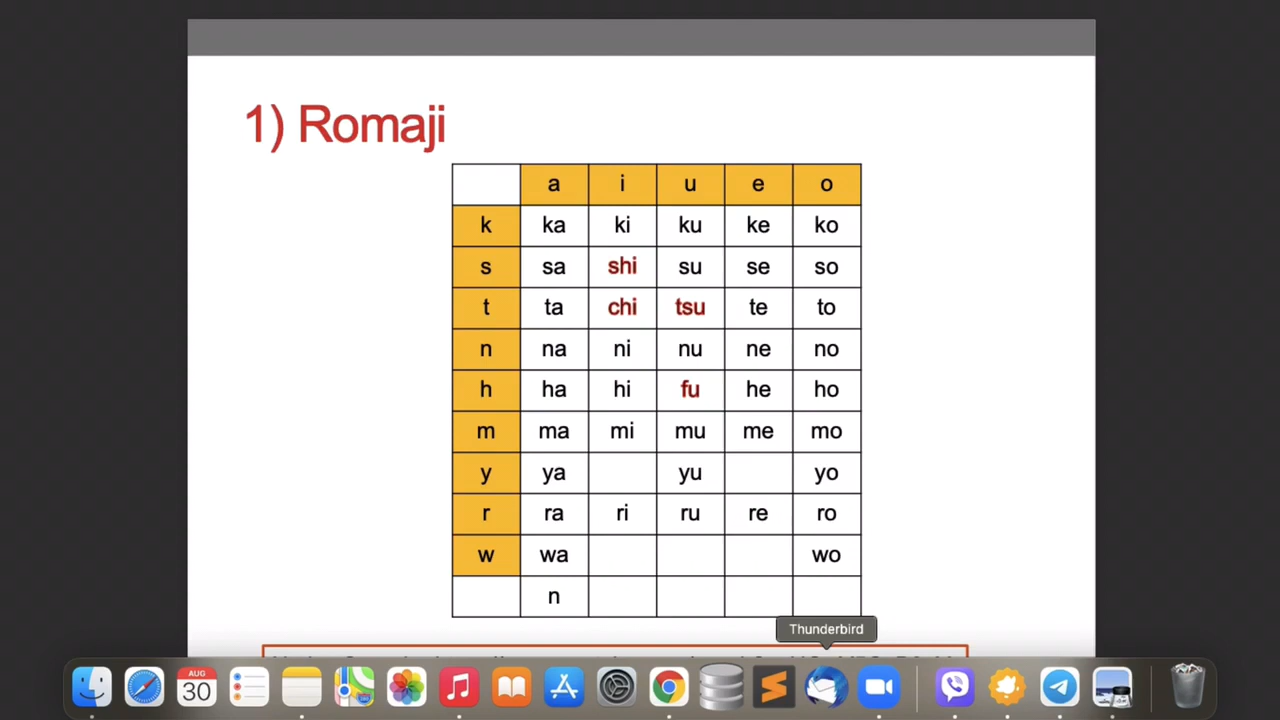 1) Romaji
a i u e o
k ka ki ku ke ko
s sa shi su se so
t ta chi tsu te to
n na ni nu ne no
h ha hi fu he ho
m ma mi mu me mo
y ya yu yo
r ra ri ru re ro
w wa wo
n
Thunderbird
AUG
30